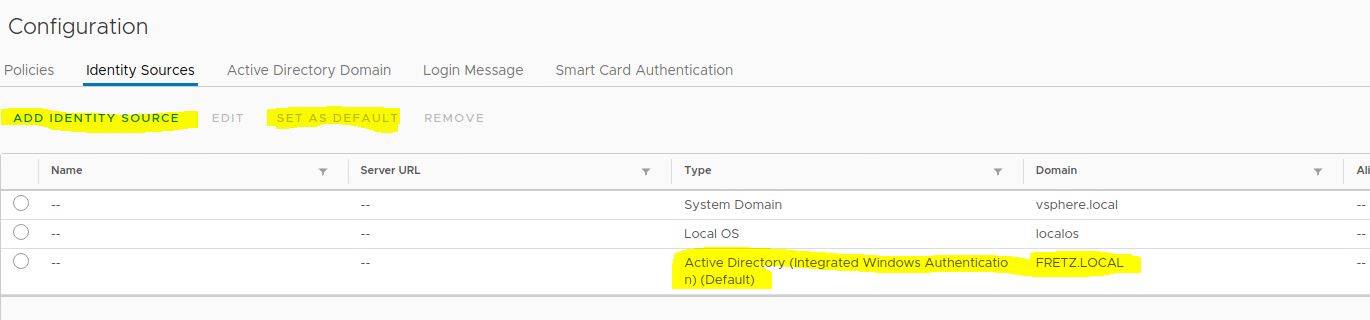 Configuration
Policies Identity Sources Active Directory Domain Login Message Smart Card Authentication
ADD IDENTITY SOURCE EDIT SET AS DEFAULT REMOVE
Name Server URL Type Domain Ali
-- -- System Domain vsphere.local --
-- -- Local OS localos --
-- -- Active Directory (Integrated Windows Authenticatio FRETZ.LOCAL --
n) (Default)